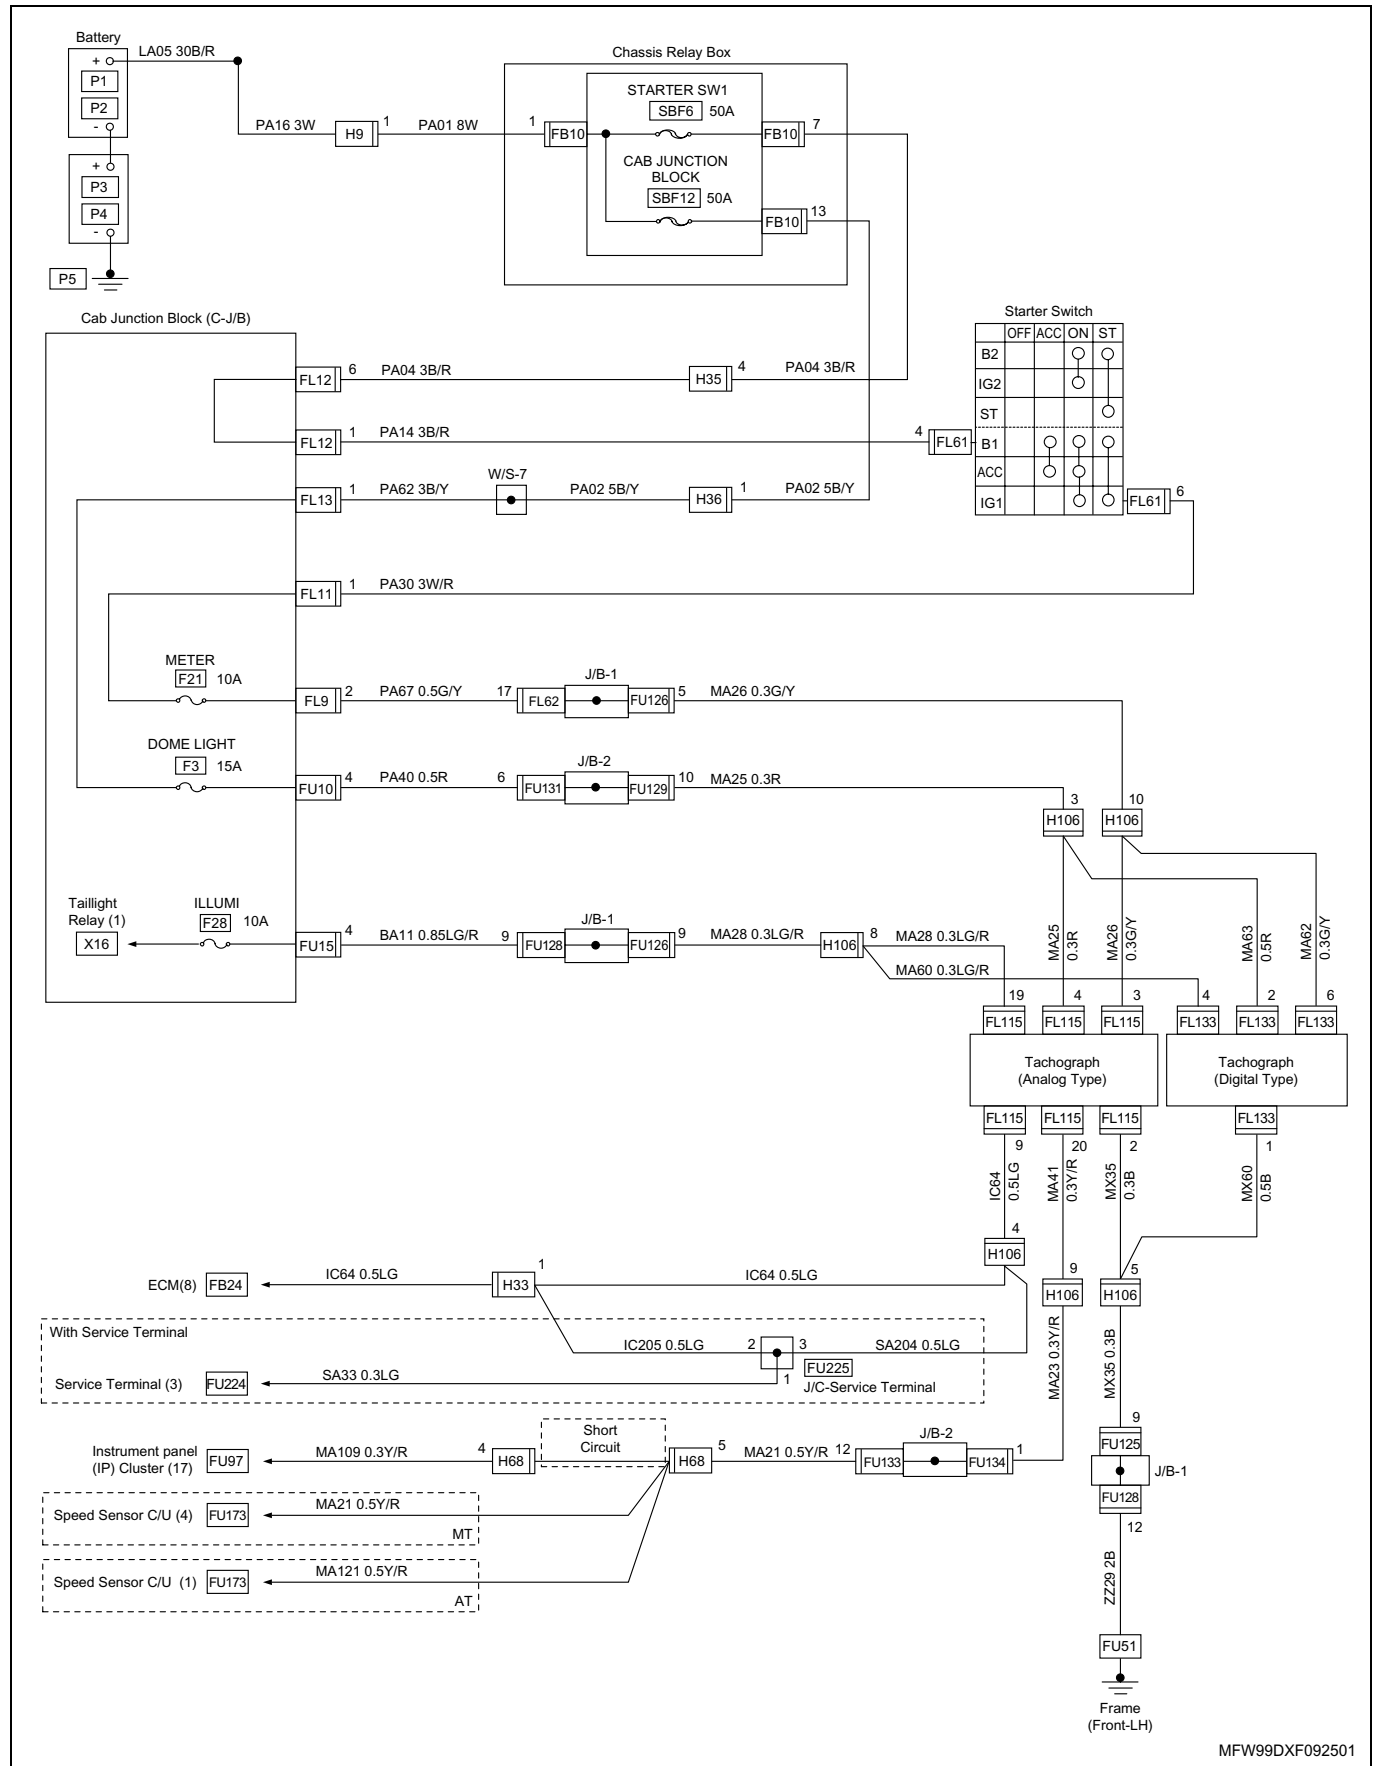 Battery
LA05 30B/R
+
P1
P2
-
+
P3
P4
-
P5
PA16 3W
H9
1
PA01 8W
1
Chassis Relay Box
STARTER SW1
SBF6 50A
FB10
FB10
7
CAB JUNCTION
BLOCK
SBF12 50A
FB10
13
Cab Junction Block (C-J/B)
Starter Switch
OFF ACC ON ST
B2
IG2
ST
B1
ACC
IG1
FL12
6
PA04 3B/R
H35
4
PA04 3B/R
FL12
1
PA14 3B/R
4
FL61
W/S-7
FL13
1
PA62 3B/Y
PA02 5B/Y
H36
1
PA02 5B/Y
FL61
6
FL11
1
PA30 3W/R
METER
F21 10A
FL9
2
PA67 0.5G/Y
17
FL62
J/B-1
FU126
5
MA26 0.3G/Y
DOME LIGHT
F3 15A
FU10
4
PA40 0.5R
6
FU131
J/B-2
FU129
10
MA25 0.3R
3
H106
10
H106
Taillight
Relay (1)
X16
ILLUMI
F28 10A
FU15
4
BA11 0.85LG/R
9
FU128
J/B-1
FU126
9
MA28 0.3LG/R
H106
8
MA28 0.3LG/R
MA60 0.3LG/R
MA25
0.3R
MA26
0.3G/Y
MA63
0.5R
MA62
0.3G/Y
19
4
3
4
2
6
FL115
FL115
FL115
FL133
FL133
FL133
Tachograph
(Analog Type)
Tachograph
(Digital Type)
FL115
FL115
FL115
FL133
9
20
2
1
IC64
0.5LG
MA41
0.3Y/R
MX35
0.3B
MX60
0.5B
4
H106
9
H106
5
H106
ECM(8)
FB24
IC64 0.5LG
H33
1
IC64 0.5LG
With Service Terminal
IC205 0.5LG
2
3
SA204 0.5LG
1
FU225
J/C-Service Terminal
Service Terminal (3)
FU224
SA33 0.3LG
MA23 0.3Y/R
MX35 0.3B
Instrument panel
(IP) Cluster (17)
FU97
MA109 0.3Y/R
4
H68
Short
Circuit
H68
5
MA21 0.5Y/R
12
FU133
J/B-2
FU134
1
9
FU125
J/B-1
FU128
12
Speed Sensor C/U (4)
FU173
MA21 0.5Y/R
MT
Speed Sensor C/U (1)
FU173
MA121 0.5Y/R
AT
ZZ29 2B
FU51
Frame
(Front-LH)
MFW99DXF092501